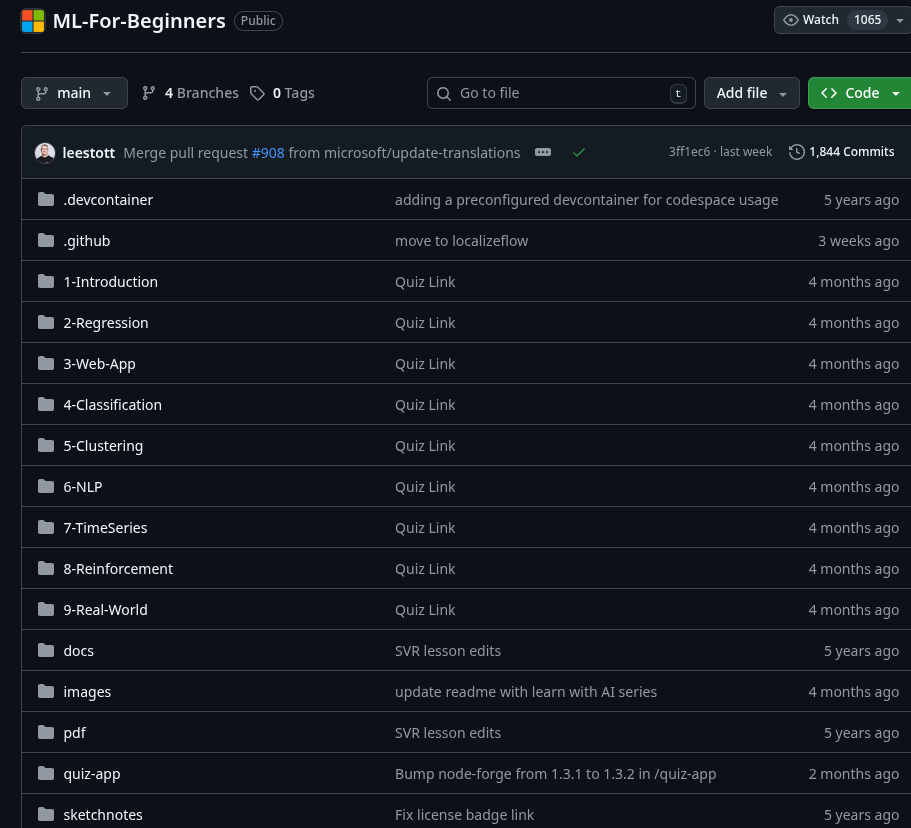 ML-For-Beginners Public Watch 1065
main 4 Branches 0 Tags Go to file t Add file Code
leestott Merge pull request #908 from microsoft/update-translations 3ff1ec6 · last week 1,844 Commits
.devcontainer adding a preconfigured devcontainer for codespace usage 5 years ago
.github move to localizeflow 3 weeks ago
1-Introduction Quiz Link 4 months ago
2-Regression Quiz Link 4 months ago
3-Web-App Quiz Link 4 months ago
4-Classification Quiz Link 4 months ago
5-Clustering Quiz Link 4 months ago
6-NLP Quiz Link 4 months ago
7-TimeSeries Quiz Link 4 months ago
8-Reinforcement Quiz Link 4 months ago
9-Real-World Quiz Link 4 months ago
docs SVR lesson edits 5 years ago
images update readme with learn with AI series 4 months ago
pdf SVR lesson edits 5 years ago
quiz-app Bump node-forge from 1.3.1 to 1.3.2 in /quiz-app 2 months ago
sketchnotes Fix license badge link 5 years ago